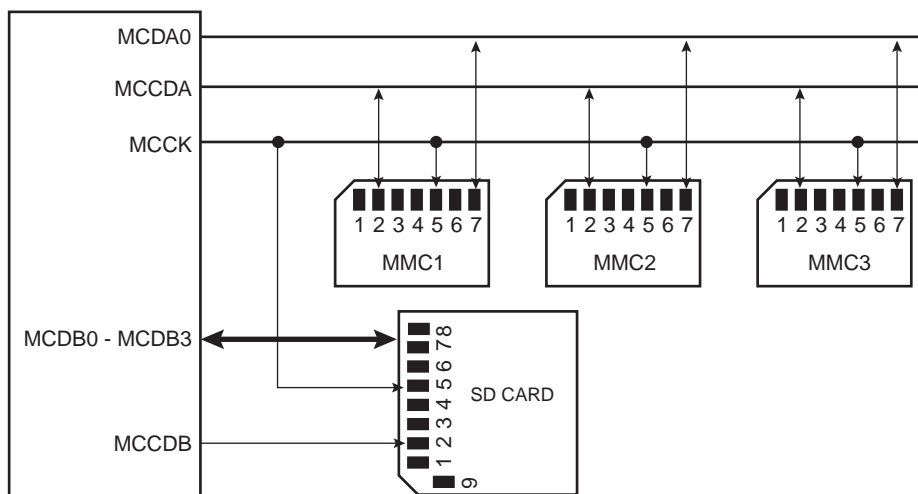 MCDA0
MCCDA
MCCK
1 2 3 4 5 6 7
MMC1
1 2 3 4 5 6 7
MMC2
1 2 3 4 5 6 7
MMC3
MCDB0 - MCDB3
MCCDB
8
7
6
5
4
3
2
1
9
SD CARD